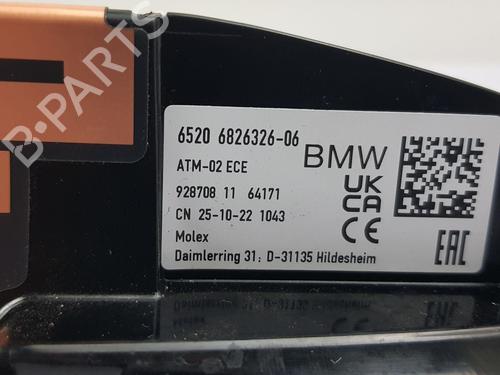 6520 6826326-06
BMW
ATM-02 ECE
928708 11 64171
UK
CA
CN 25-10-22 1043
CE
Molex
EAC
Daimlerring 31; D-31135 Hildesheim
B-PARTS